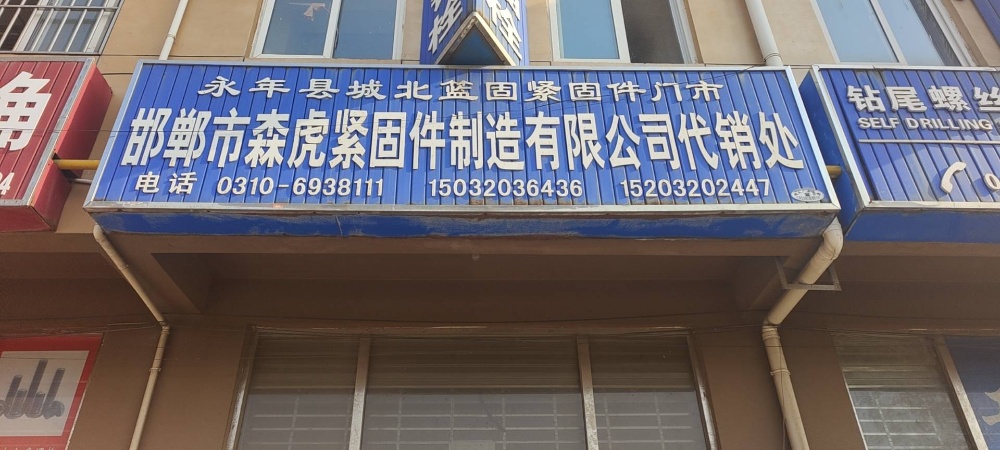 永年县城北蓝固紧固件门市
邯郸市森虎紧固件制造有限公司代销处
电话 0310-6938111 15032036436 15203202447
钻尾螺丝
SELF DRILLING
角